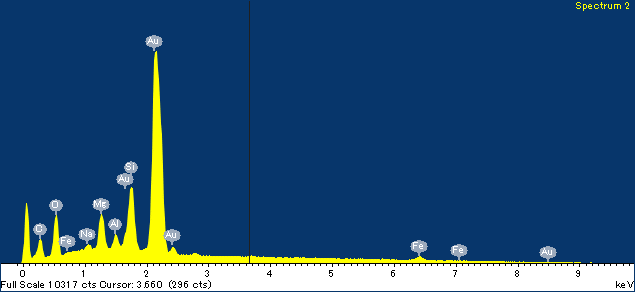 Spectrum 2
Au
Si
Au
O
Mg
C
Fe
Na
Al
Au
Fe
Fe
Au
0 1 2 3 4 5 6 7 8 9
Full Scale 10317 cts Cursor: 3.660 (296 cts) keV